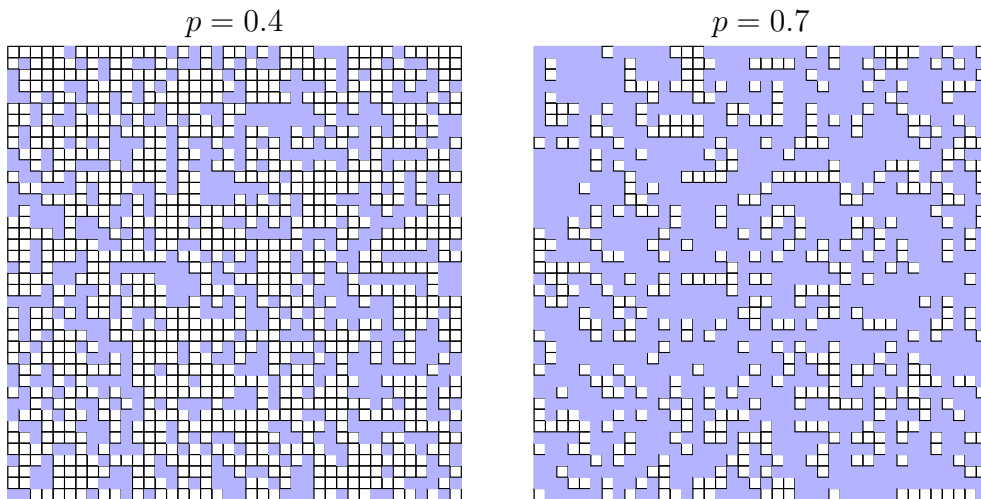 p = 0.4
p = 0.7